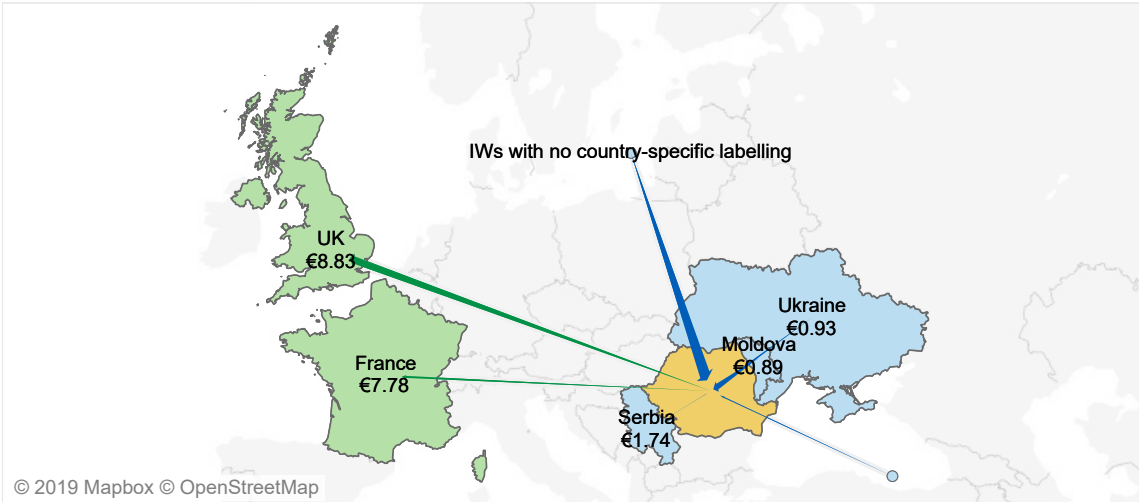 IWs with no country-specific labelling
UK
€8.83
Ukraine
€0.93
Moldova
€0.89
France
€7.78
Serbia
€1.74
© 2019 Mapbox © OpenStreetMap